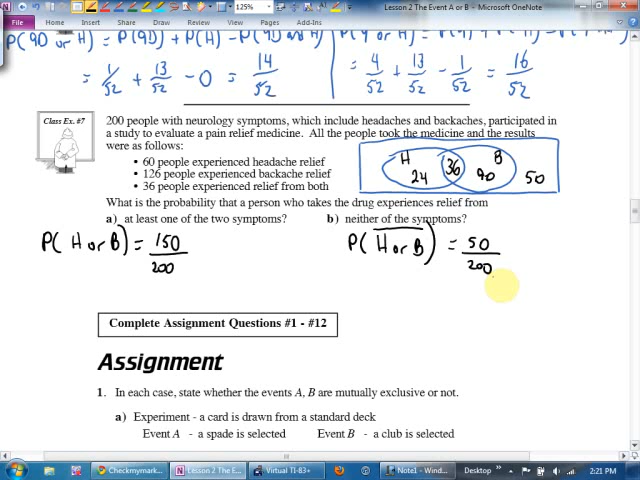 Lesson 2 The Event A or B - Microsoft OneNote
File Home Insert Share Draw Review View Add-Ins
125%
P(9D or H) = P(9D) + P(H) - P(9D and H)
= 1/52 + 13/52 - 0 = 14/52
= 4/52 + 13/52 - 1/52 = 16/52
Class Ex. #7
200 people with neurology symptoms, which include headaches and backaches, participated
in a study to evaluate a pain relief medicine. All the people took the medicine and the results
were as follows:
• 60 people experienced headache relief
• 126 people experienced backache relief
• 36 people experienced relief from both
H B
24 36 90 50
What is the probability that a person who takes the drug experiences relief from
a) at least one of the two symptoms? b) neither of the symptoms?
P( H or B ) = 150/200 P( H or B ) = 50/200
Complete Assignment Questions #1 - #12
Assignment
1. In each case, state whether the events A, B are mutually exclusive or not.
a) Experiment - a card is drawn from a standard deck
Event A - a spade is selected Event B - a club is selected
Checkmymark... Lesson 2 The E... Virtual TI-83+ Note1 - Wind... Desktop 2:21 PM